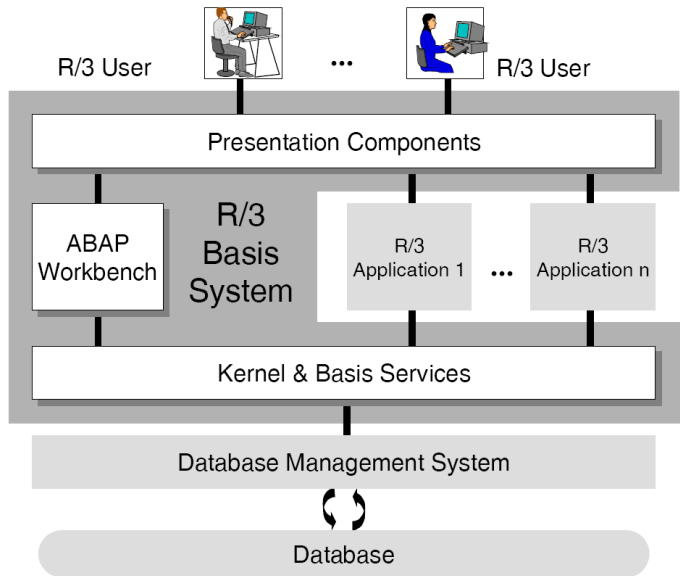 R/3 User
...
R/3 User
Presentation Components
ABAP
Workbench
R/3
Basis
System
R/3
Application 1
...
R/3
Application n
Kernel & Basis Services
Database Management System
Database